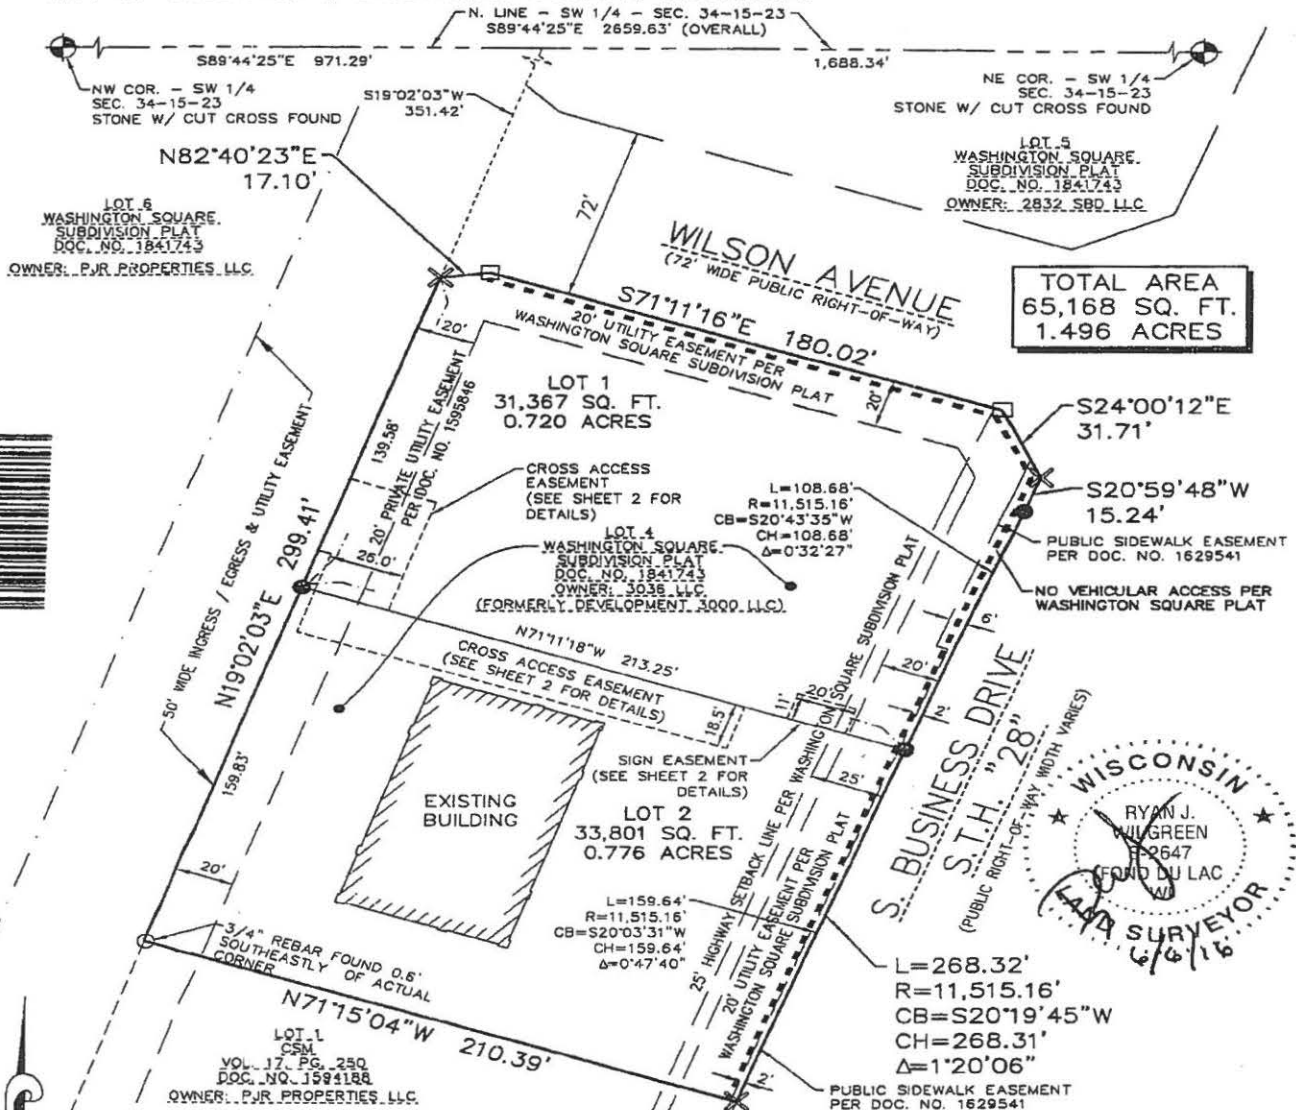 N. LINE – SW 1/4 – SEC. 34–15–23
S89°44'25"E 2659.63' (OVERALL)
S89°44'25"E 971.29'
1,688.34'
NW COR. – SW 1/4
SEC. 34–15–23
STONE W/ CUT CROSS FOUND
S19°02'03"W
351.42'
NE COR. – SW 1/4
SEC. 34–15–23
STONE W/ CUT CROSS FOUND
N82°40'23"E
17.10'
LOT 5
WASHINGTON SQUARE
SUBDIVISION PLAT
DOC. NO. 1841743
OWNER: 2832 SBD LLC
LOT 6
WASHINGTON SQUARE
SUBDIVISION PLAT
DOC. NO. 1841743
OWNER: PJR PROPERTIES LLC
72'
WILSON AVENUE
(72' WIDE PUBLIC RIGHT–OF–WAY)
TOTAL AREA
65,168 SQ. FT.
1.496 ACRES
S71°11'16"E 180.02'
20' UTILITY EASEMENT PER
WASHINGTON SQUARE SUBDIVISION PLAT
20'
20'
LOT 1
31,367 SQ. FT.
0.720 ACRES
S24°00'12"E
31.71'
S20°59'48"W
15.24'
139.58'
20' PRIVATE UTILITY EASEMENT
PER DOC. NO. 1595846
CROSS ACCESS
EASEMENT
(SEE SHEET 2 FOR
DETAILS)
L=108.68'
R=11,515.16'
CB=S20°43'35"W
CH=108.68'
Δ=0°32'27"
PUBLIC SIDEWALK EASEMENT
PER DOC. NO. 1629541
NO VEHICULAR ACCESS PER
WASHINGTON SQUARE PLAT
LOT 4
WASHINGTON SQUARE
SUBDIVISION PLAT
DOC. NO. 1841743
OWNER: 3036 LLC
(FORMERLY DEVELOPMENT 3000 LLC)
50' WIDE INGRESS / EGRESS & UTILITY EASEMENT
N19°02'03"E 299.41'
26.0'
6'
20'
2'
N71°11'18"W 213.25'
CROSS ACCESS EASEMENT
(SEE SHEET 2 FOR DETAILS)
18.5'
11'
20'
25'
SIGN EASEMENT
(SEE SHEET 2 FOR
DETAILS)
25' HIGHWAY SETBACK LINE PER WASHINGTON SQUARE SUBDIVISION PLAT
S. BUSINESS DRIVE
S.T.H. "28"
(PUBLIC RIGHT–OF–WAY WIDTH VARIES)
159.83'
EXISTING
BUILDING
LOT 2
33,801 SQ. FT.
0.776 ACRES
WISCONSIN
RYAN J.
WILGREEN
S–2647
FOND DU LAC
WI
LAND SURVEYOR
6/6/16
20'
L=159.64'
R=11,515.16'
CB=S20°03'31"W
CH=159.64'
Δ=0°47'40"
20' UTILITY EASEMENT PER
WASHINGTON SQUARE SUBDIVISION PLAT
3/4" REBAR FOUND 0.6'
SOUTHEASTLY OF ACTUAL
CORNER
N71°15'04"W 210.39'
L=268.32'
R=11,515.16'
CB=S20°19'45"W
CH=268.31'
Δ=1°20'06"
LOT 1
CSM
VOL. 17, PG. 250
DOC. NO. 1594188
OWNER: PJR PROPERTIES LLC
2'
PUBLIC SIDEWALK EASEMENT
PER DOC. NO. 1629541